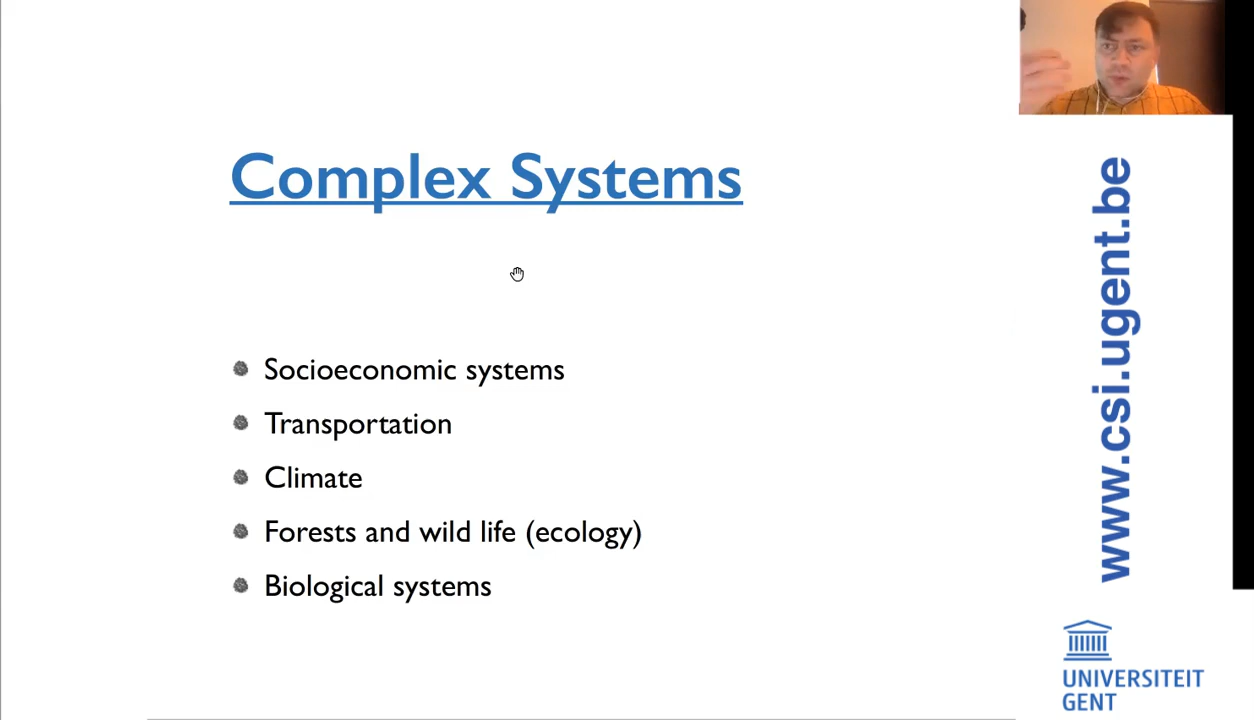 Complex Systems
Socioeconomic systems
Transportation
Climate
Forests and wild life (ecology)
Biological systems
www.csi.ugent.be
UNIVERSITEIT
GENT